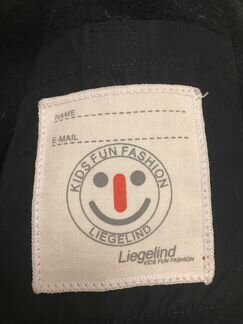 NAME
E-MAIL
KIDS FUN FASHION
LIEGELIND
Liegelind
KIDS FUN FASHION